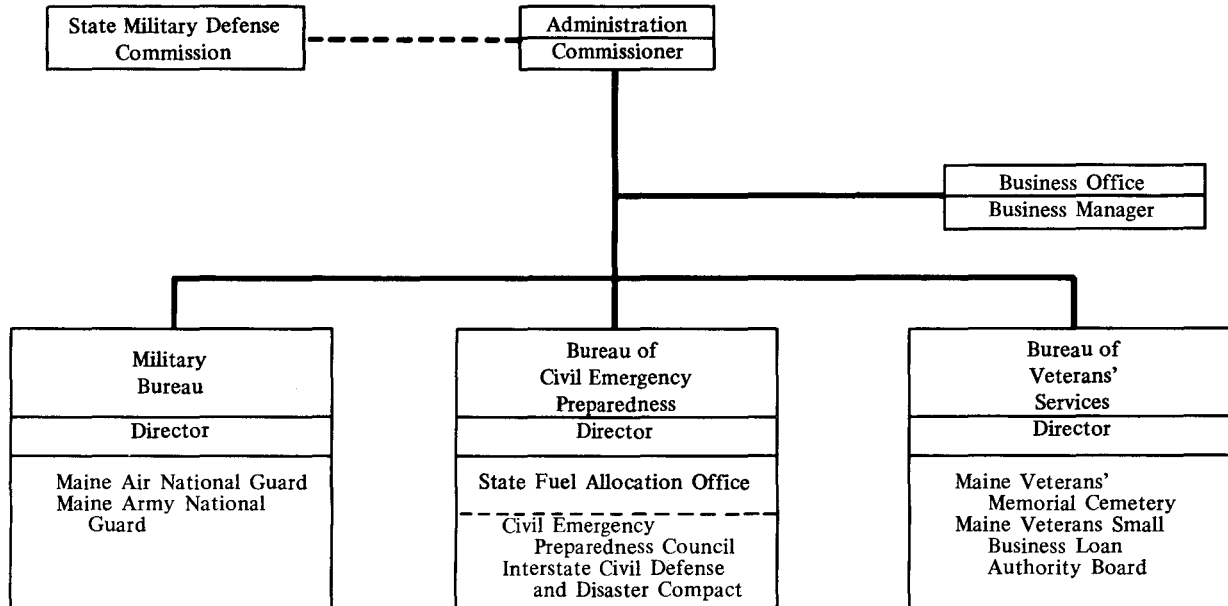 State Military Defense
Commission
Administration
Commissioner
Business Office
Business Manager
Military
Bureau
Director
Maine Air National Guard
Maine Army National
Guard
Bureau of
Civil Emergency
Preparedness
Director
State Fuel Allocation Office
Civil Emergency
Preparedness Council
Interstate Civil Defense
and Disaster Compact
Bureau of
Veterans'
Services
Director
Maine Veterans'
Memorial Cemetery
Maine Veterans Small
Business Loan
Authority Board